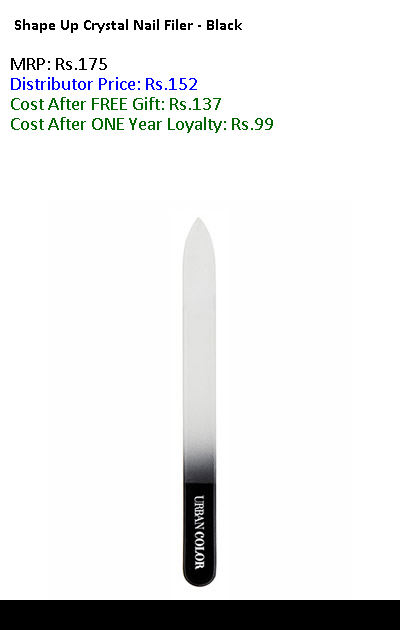 Shape Up Crystal Nail Filer - Black
MRP: Rs.175
Distributor Price: Rs.152
Cost After FREE Gift: Rs.137
Cost After ONE Year Loyalty: Rs.99
URBAN COLOR